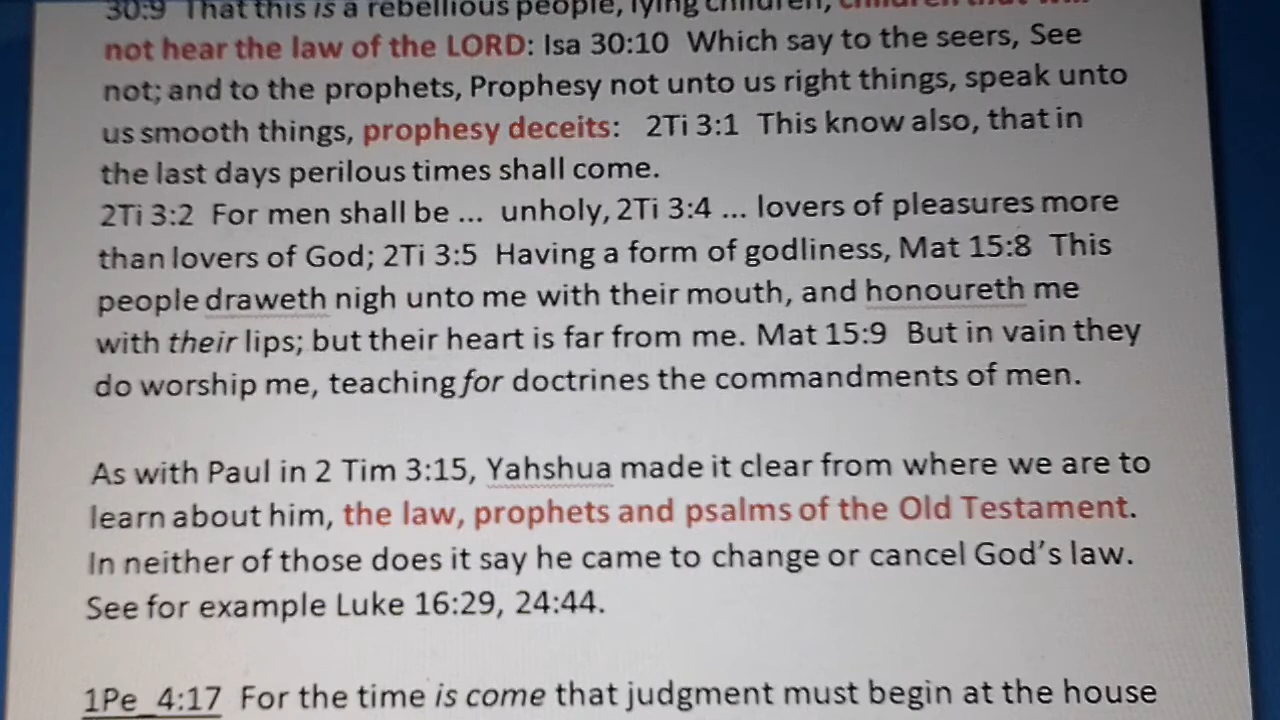 30:9 That this is a rebellious people, lying children, children that will
not hear the law of the LORD: Isa 30:10 Which say to the seers, See
not; and to the prophets, Prophesy not unto us right things, speak unto
us smooth things, prophesy deceits: 2Ti 3:1 This know also, that in
the last days perilous times shall come.
2Ti 3:2 For men shall be ... unholy, 2Ti 3:4 ... lovers of pleasures more
than lovers of God; 2Ti 3:5 Having a form of godliness, Mat 15:8 This
people draweth nigh unto me with their mouth, and honoureth me
with their lips; but their heart is far from me. Mat 15:9 But in vain they
do worship me, teaching for doctrines the commandments of men.
As with Paul in 2 Tim 3:15, Yahshua made it clear from where we are to
learn about him, the law, prophets and psalms of the Old Testament.
In neither of those does it say he came to change or cancel God's law.
See for example Luke 16:29, 24:44.
1Pe 4:17 For the time is come that judgment must begin at the house